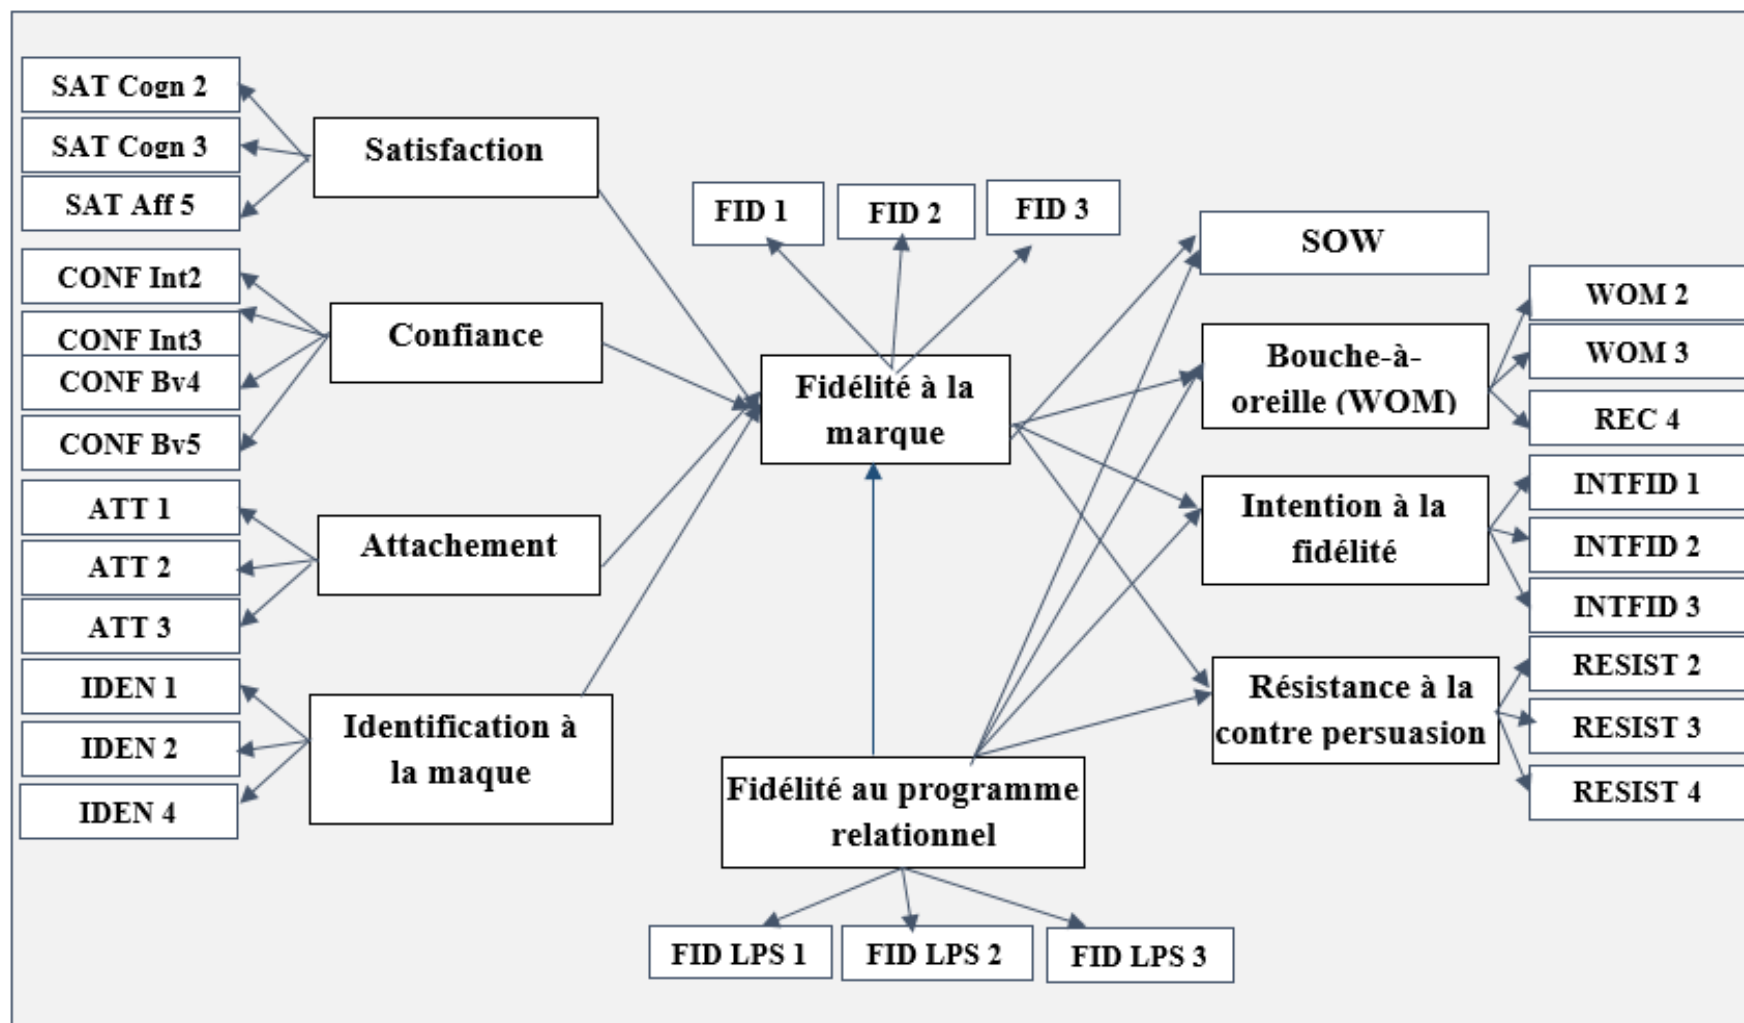 SAT Cogn 2
SAT Cogn 3
SAT Aff 5
CONF Int2
CONF Int3
CONF Bv4
CONF Bv5
ATT 1
ATT 2
ATT 3
IDEN 1
IDEN 2
IDEN 4
Satisfaction
Confiance
Attachement
Identification à
la maque
FID 1
FID 2
FID 3
Fidélité à la
marque
Fidélité au programme
relationnel
FID LPS 1
FID LPS 2
FID LPS 3
SOW
Bouche-à-
oreille (WOM)
Intention à la
fidélité
Résistance à la
contre persuasion
WOM 2
WOM 3
REC 4
INTFID 1
INTFID 2
INTFID 3
RESIST 2
RESIST 3
RESIST 4